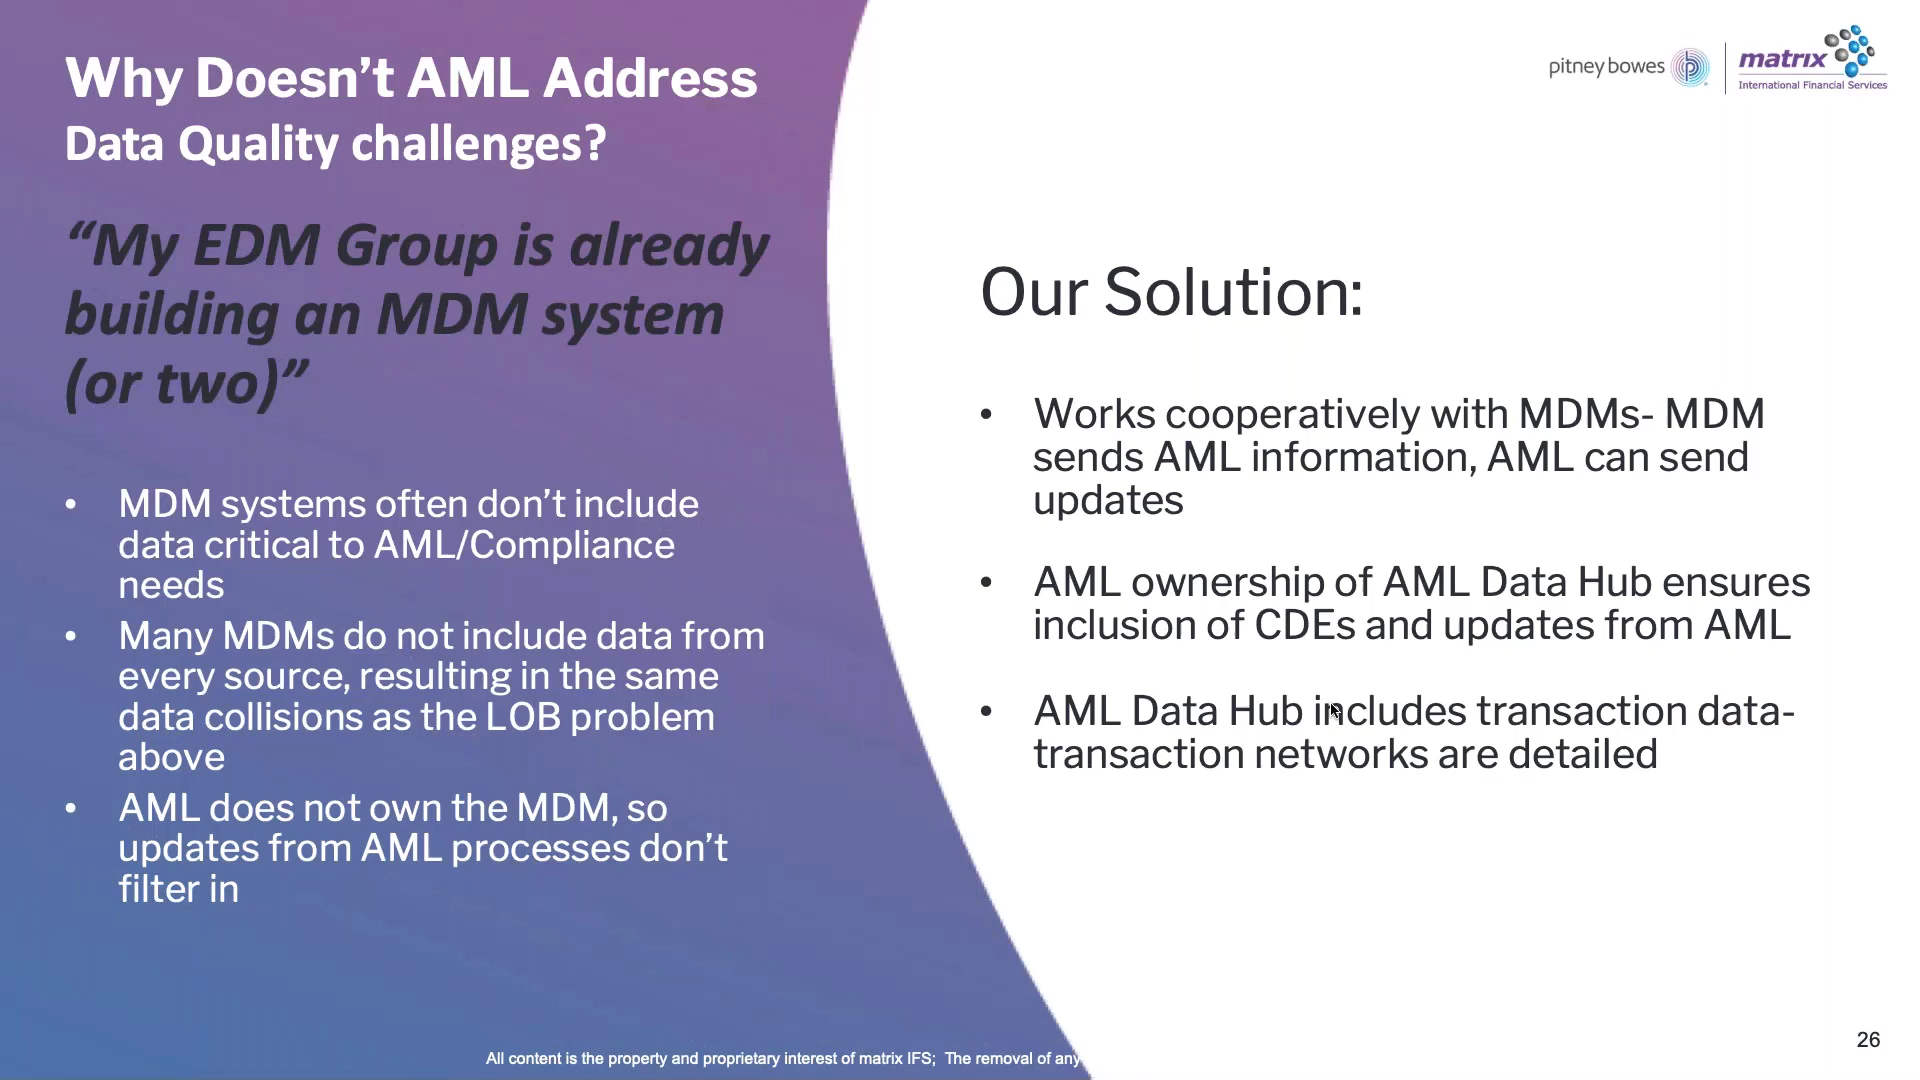 Why Doesn’t AML Address
Data Quality challenges?
“My EDM Group is already
building an MDM system
(or two)”
• MDM systems often don’t include
data critical to AML/Compliance
needs
• Many MDMs do not include data from
every source, resulting in the same
data collisions as the LOB problem
above
• AML does not own the MDM, so
updates from AML processes don’t
filter in
pitney bowes
matrix
International Financial Services
Our Solution:
• Works cooperatively with MDMs- MDM
sends AML information, AML can send
updates
• AML ownership of AML Data Hub ensures
inclusion of CDEs and updates from AML
• AML Data Hub includes transaction data-
transaction networks are detailed
All content is the property and proprietary interest of matrix IFS; The removal of any
26